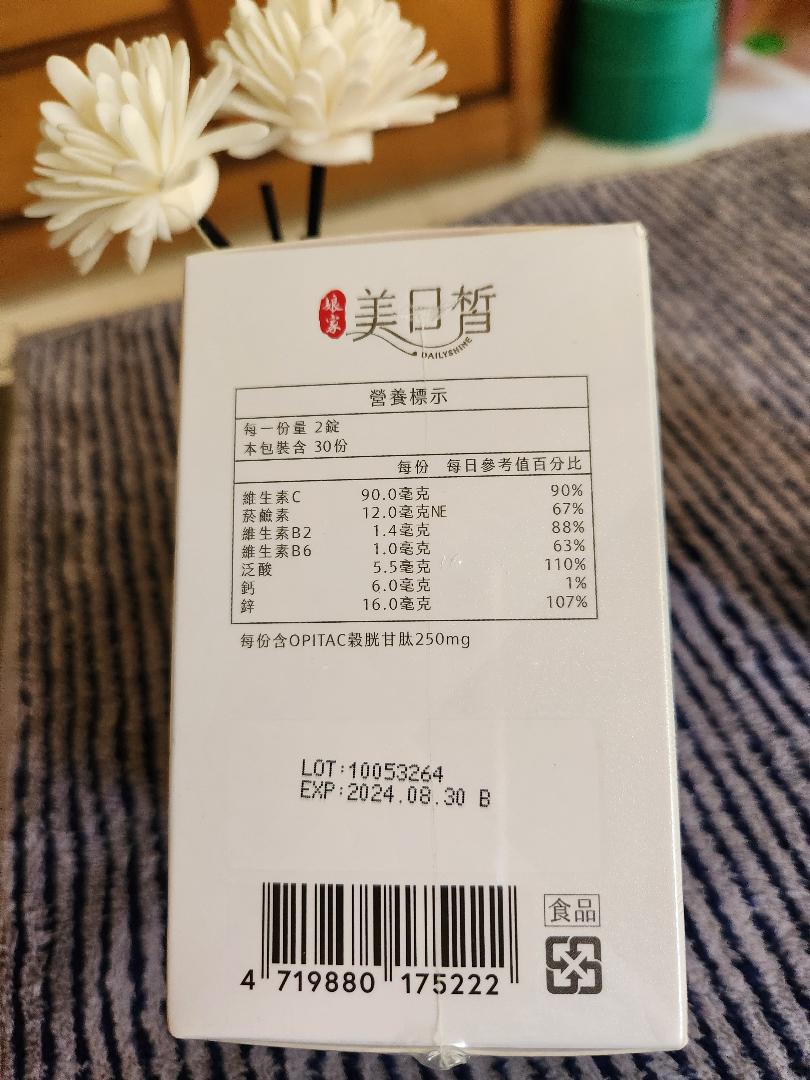 娘家 美日皙
DAILYSHINE
營養標示
每一份量 2錠
本包裝含 30份
每份 每日參考值百分比
維生素C 90.0毫克 90%
菸鹼素 12.0毫克NE 67%
維生素B2 1.4毫克 88%
維生素B6 1.0毫克 63%
泛酸 5.5毫克 110%
鈣 6.0毫克 1%
鋅 16.0毫克 107%
每份含OPITAC穀胱甘肽250mg
LOT:10053264
EXP:2024.08.30 B
食品
4 719880 175222